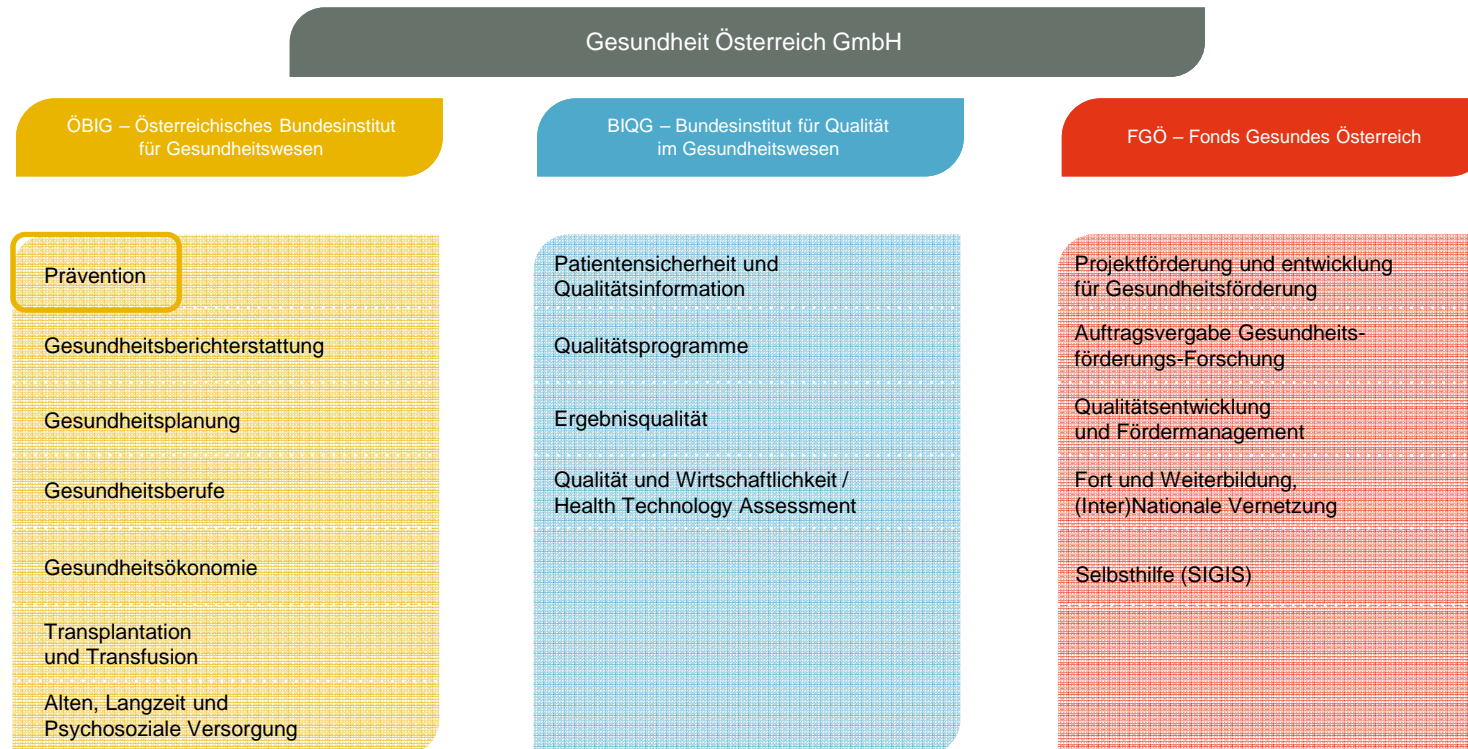 Gesundheit Österreich GmbH
ÖBIG – Österreichisches Bundesinstitut
für Gesundheitswesen
BIQG – Bundesinstitut für Qualität
im Gesundheitswesen
FGÖ – Fonds Gesundes Österreich
Prävention
Gesundheitsberichterstattung
Gesundheitsplanung
Gesundheitsberufe
Gesundheitsökonomie
Transplantation
und Transfusion
Alten, Langzeit und
Psychosoziale Versorgung
Patientensicherheit und
Qualitätsinformation
Qualitätsprogramme
Ergebnisqualität
Qualität und Wirtschaftlichkeit /
Health Technology Assessment
Projektförderung und entwicklung
für Gesundheitsförderung
Auftragsvergabe Gesundheits-
förderungs-Forschung
Qualitätsentwicklung
und Fördermanagement
Fort und Weiterbildung,
(Inter)Nationale Vernetzung
Selbsthilfe (SIGIS)